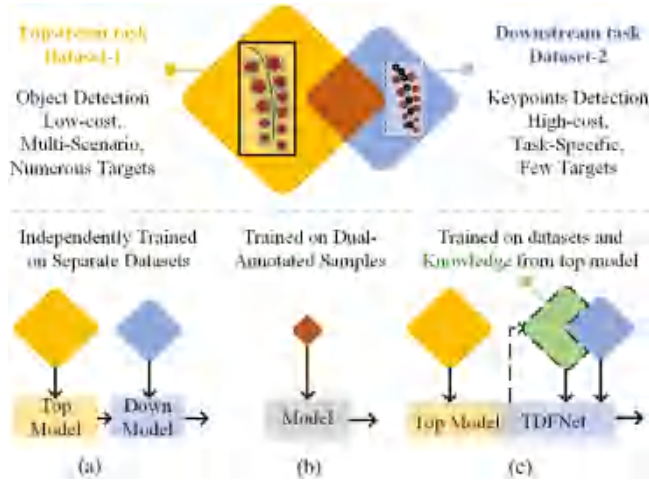 Topstream task
Dataset-1
Object Detection
Low-cost,
Multi-Scenario,
Numerous Targets
Downstream task
Dataset-2
Keypoints Detection
High-cost,
Task-Specific,
Few Targets
Independently Trained
on Separate Datasets
Trained on Dual-
Annotated Samples
Trained on datasets and
Knowledge from top model
Top
Model
Down
Model
Model
Top Model
TDFNet
(a)
(b)
(c)